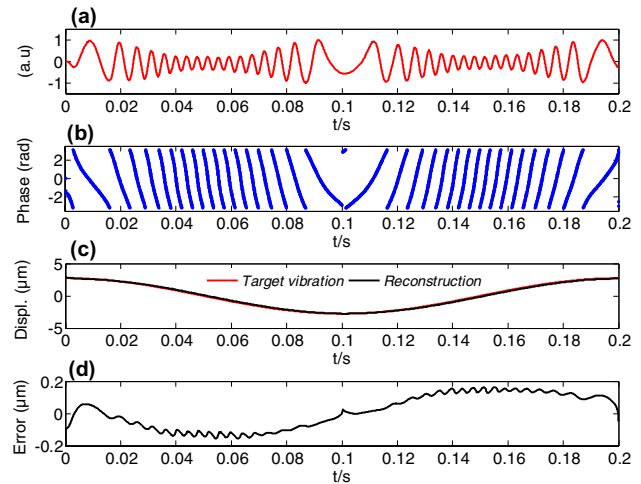 (a)
(a.u)
1
0
-1
0 0.02 0.04 0.06 0.08 0.1 0.12 0.14 0.16 0.18 0.2
t/s
(b)
Phase (rad)
2
0
-2
0 0.02 0.04 0.06 0.08 0.1 0.12 0.14 0.16 0.18 0.2
t/s
(c)
Displ. (μm)
5
0
-5
Target vibration Reconstruction
0 0.02 0.04 0.06 0.08 0.1 0.12 0.14 0.16 0.18 0.2
t/s
(d)
Error (μm)
0.2
0
-0.2
0 0.02 0.04 0.06 0.08 0.1 0.12 0.14 0.16 0.18 0.2
t/s